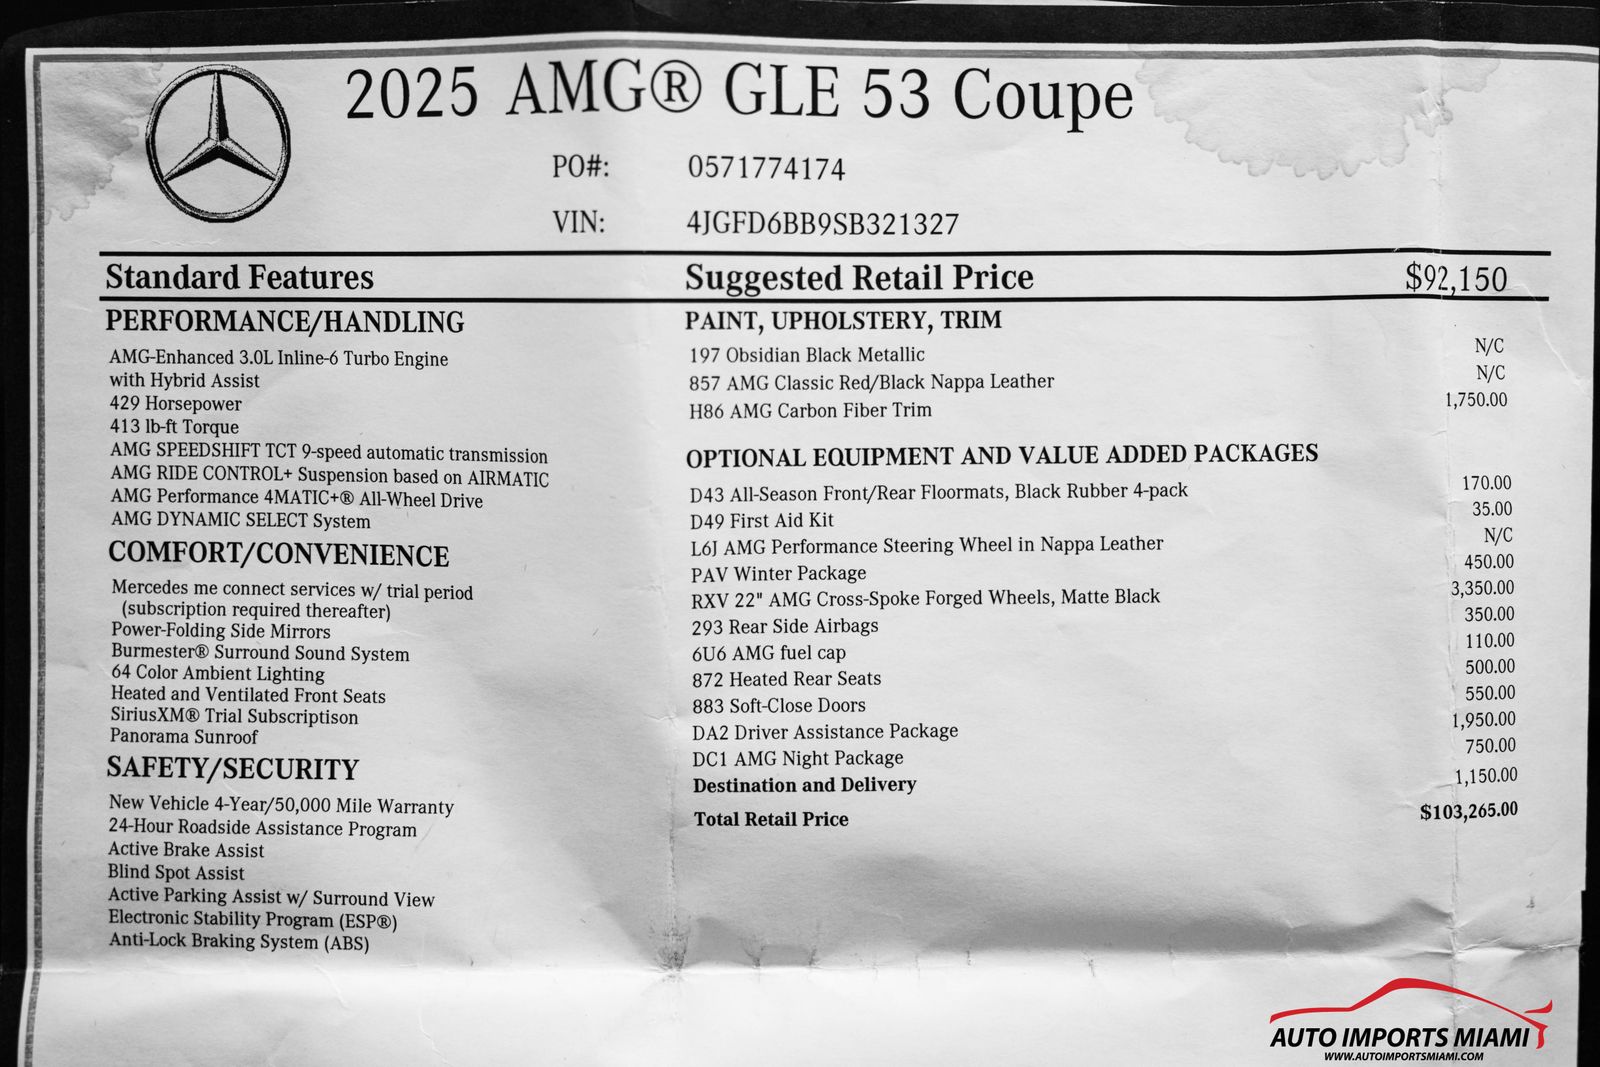 2025 AMG® GLE 53 Coupe
PO#: 0571774174
VIN: 4JGFD6BB9SB321327
Standard Features
PERFORMANCE/HANDLING
AMG-Enhanced 3.0L Inline-6 Turbo Engine
with Hybrid Assist
429 Horsepower
413 lb-ft Torque
AMG SPEEDSHIFT TCT 9-speed automatic transmission
AMG RIDE CONTROL+ Suspension based on AIRMATIC
AMG Performance 4MATIC+® All-Wheel Drive
AMG DYNAMIC SELECT System
COMFORT/CONVENIENCE
Mercedes me connect services w/ trial period
(subscription required thereafter)
Power-Folding Side Mirrors
Burmester® Surround Sound System
64 Color Ambient Lighting
Heated and Ventilated Front Seats
SiriusXM® Trial Subscriptison
Panorama Sunroof
SAFETY/SECURITY
New Vehicle 4-Year/50,000 Mile Warranty
24-Hour Roadside Assistance Program
Active Brake Assist
Blind Spot Assist
Active Parking Assist w/ Surround View
Electronic Stability Program (ESP®)
Anti-Lock Braking System (ABS)
Suggested Retail Price $92,150
PAINT, UPHOLSTERY, TRIM
197 Obsidian Black Metallic N/C
857 AMG Classic Red/Black Nappa Leather N/C
H86 AMG Carbon Fiber Trim 1,750.00
OPTIONAL EQUIPMENT AND VALUE ADDED PACKAGES
D43 All-Season Front/Rear Floormats, Black Rubber 4-pack 170.00
D49 First Aid Kit 35.00
L6J AMG Performance Steering Wheel in Nappa Leather N/C
PAV Winter Package 450.00
RXV 22" AMG Cross-Spoke Forged Wheels, Matte Black 3,350.00
293 Rear Side Airbags 350.00
6U6 AMG fuel cap 110.00
872 Heated Rear Seats 500.00
883 Soft-Close Doors 550.00
DA2 Driver Assistance Package 1,950.00
DC1 AMG Night Package 750.00
Destination and Delivery 1,150.00
Total Retail Price $103,265.00
AUTO IMPORTS MIAMI
WWW.AUTOIMPORTSMIAMI.COM